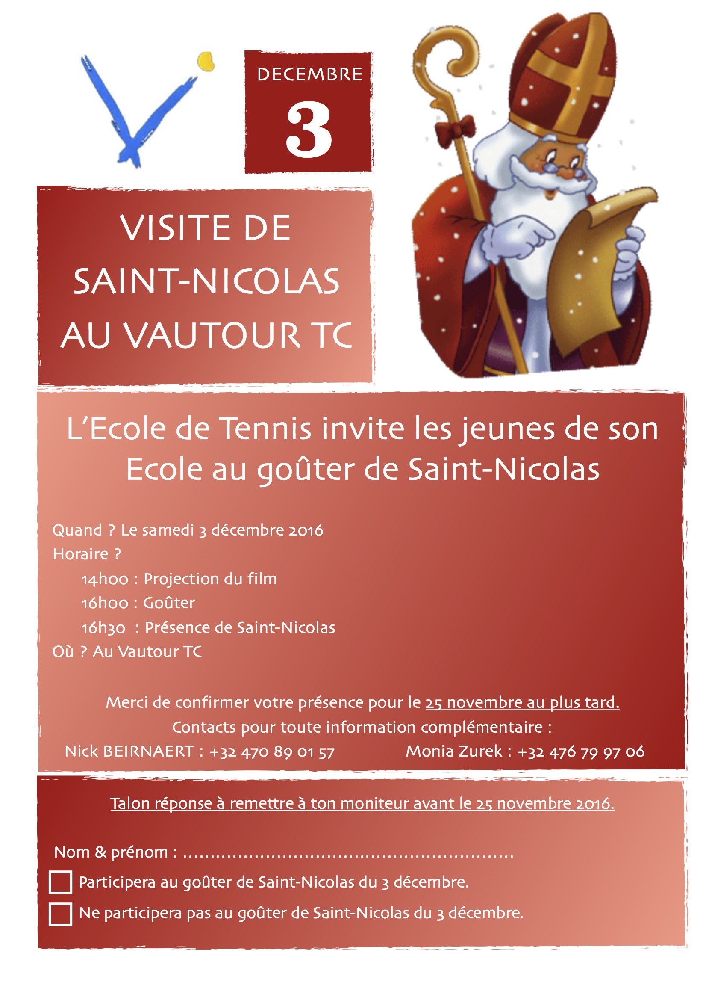 DECEMBRE
3
VISITE DE
SAINT-NICOLAS
AU VAUTOUR TC
L’Ecole de Tennis invite les jeunes de son
Ecole au goûter de Saint-Nicolas
Quand ? Le samedi 3 décembre 2016
Horaire ?
14h00 : Projection du film
16h00 : Goûter
16h30 : Présence de Saint-Nicolas
Où ? Au Vautour TC
Merci de confirmer votre présence pour le 25 novembre au plus tard.
Contacts pour toute information complémentaire :
Nick BEIRNAERT : +32 470 89 01 57 Monia Zurek : +32 476 79 97 06
Talon réponse à remettre à ton moniteur avant le 25 novembre 2016.
Nom & prénom : ............................................................
Participera au goûter de Saint-Nicolas du 3 décembre.
Ne participera pas au goûter de Saint-Nicolas du 3 décembre.